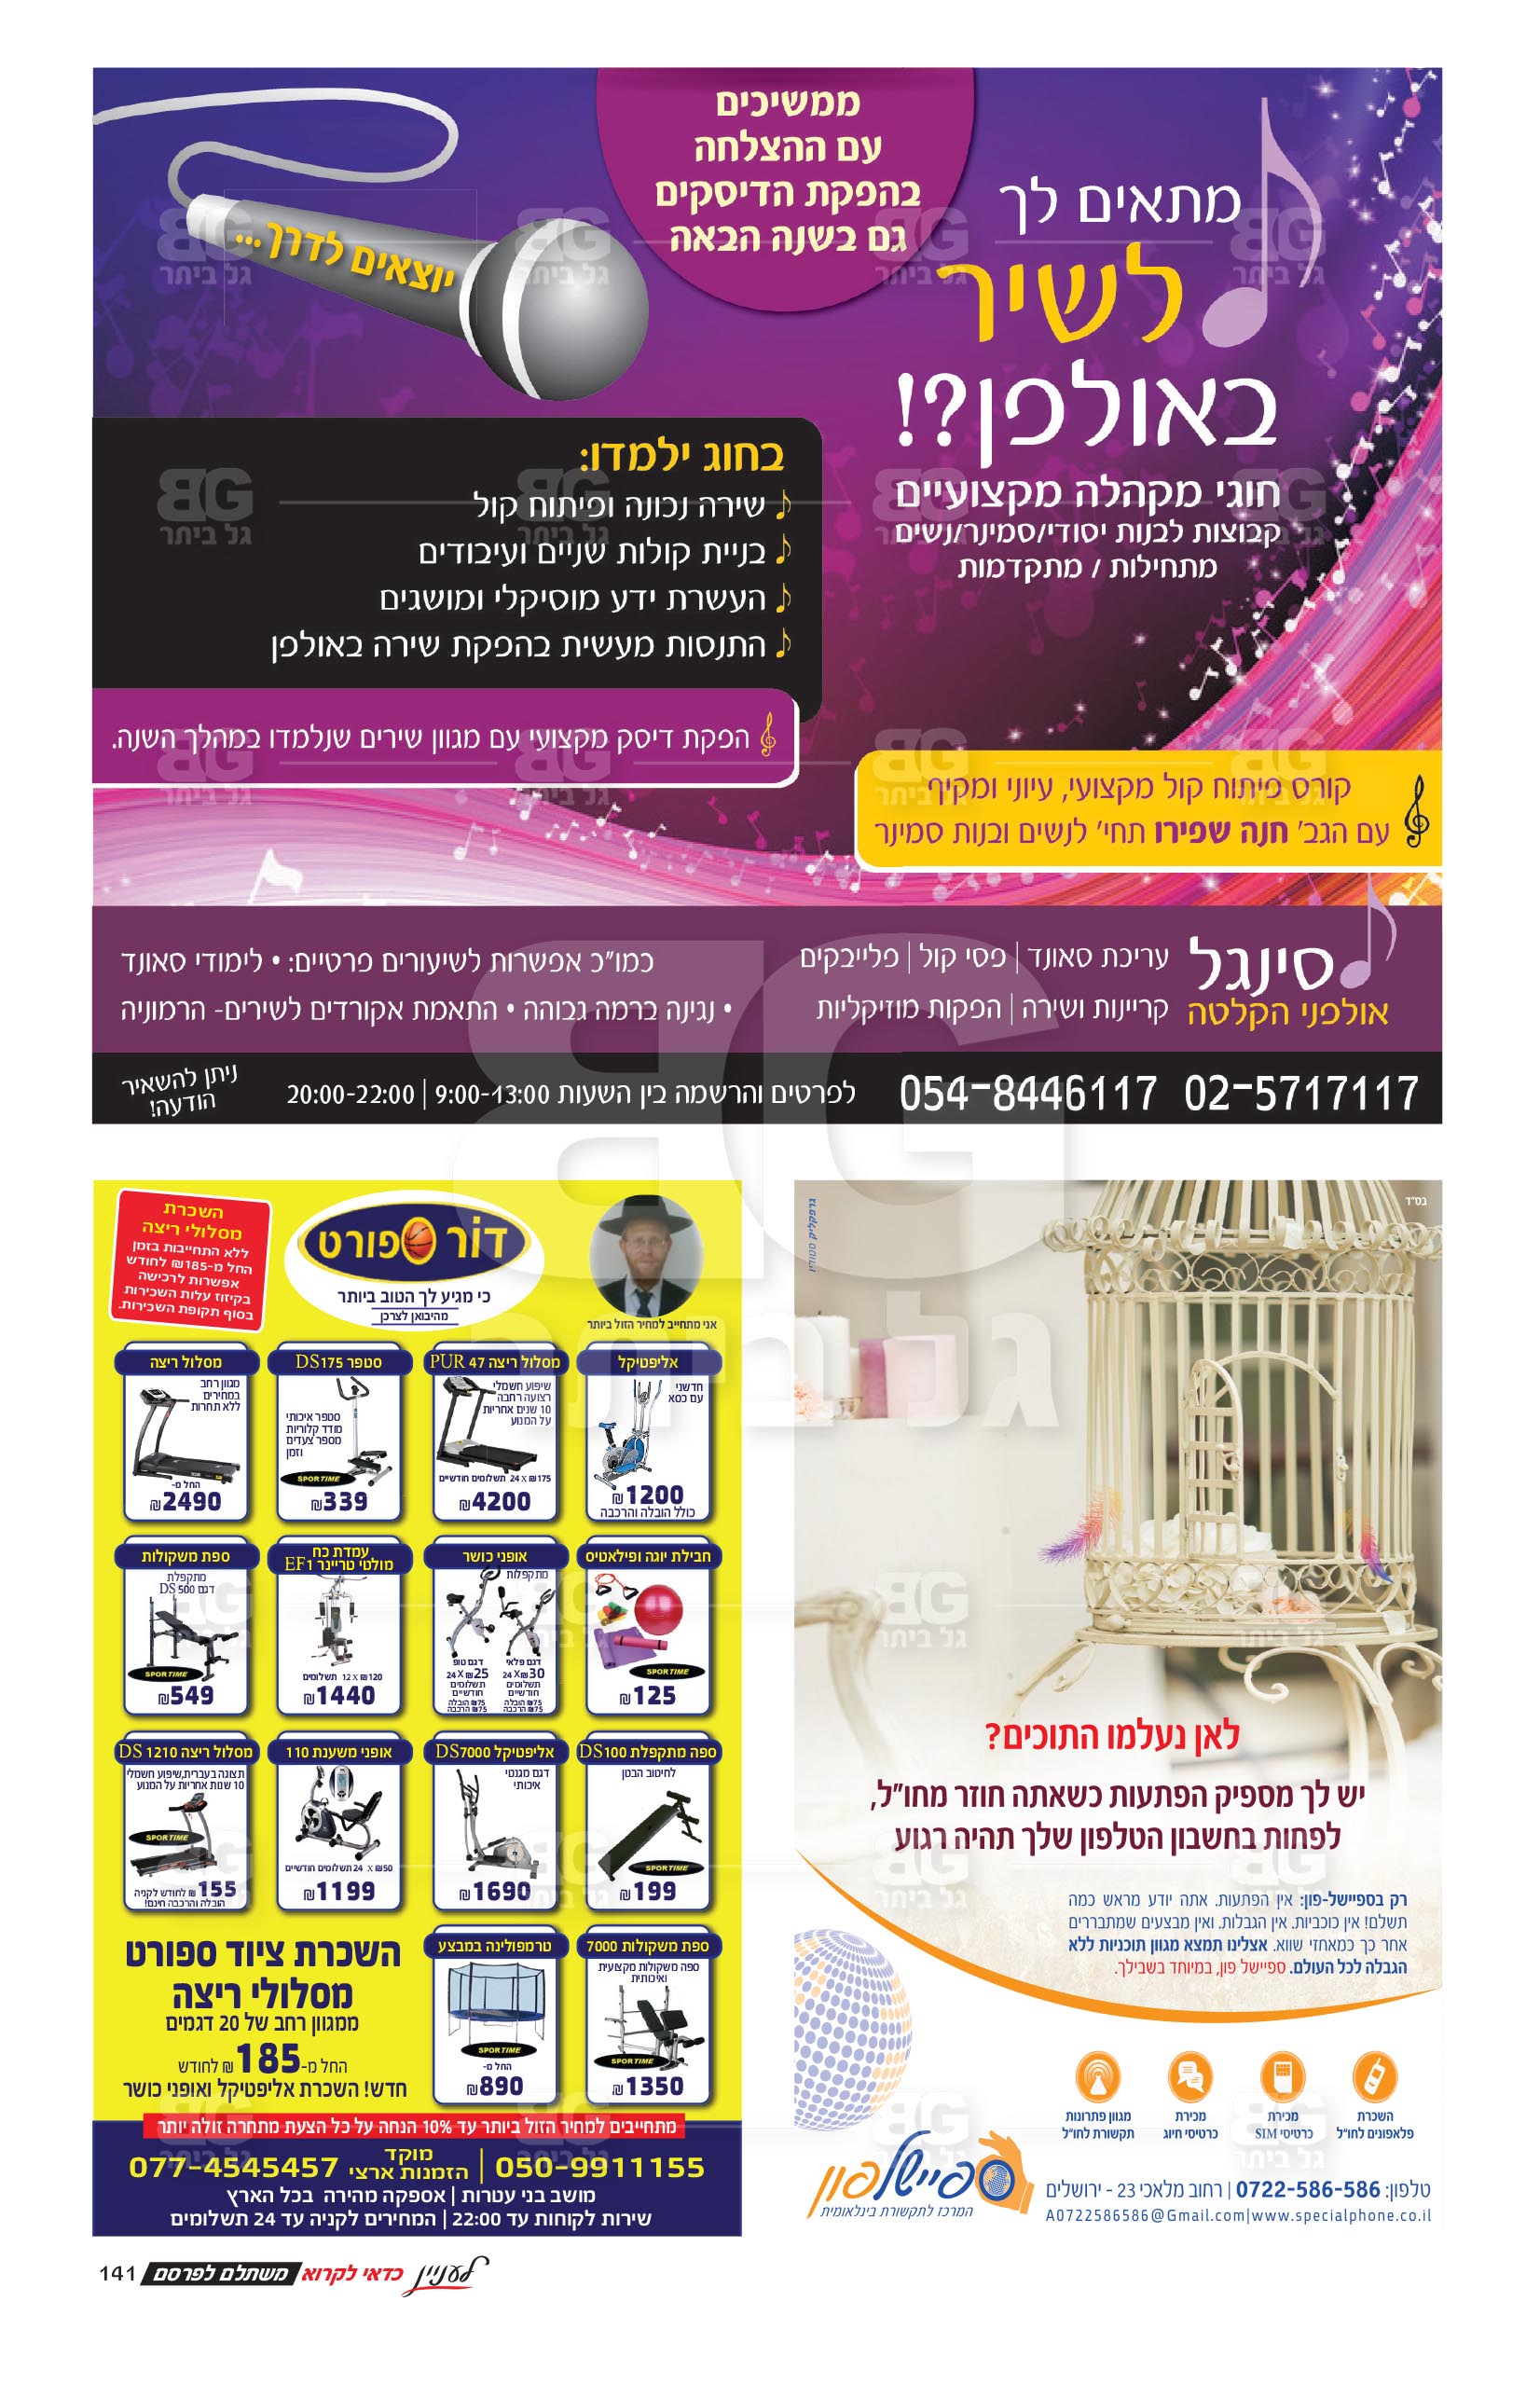 ממשיכים
עם ההצלחה
בהפקת הדיסקים
גם בשנה הבאה
יוצאים לדרך...
מתאים לך
לשיר
באולפן?!
חוגי מקהלה מקצועיים
קבוצות לבנות יסודי/סמינר/נשים
מתחילות / מתקדמות
בחוג ילמדו:
שירה נכונה ופיתוח קול
בניית קולות שניים ועיבודים
העשרת ידע מוסיקלי ומושגים
התנסות מעשית בהפקת שירה באולפן
הפקת דיסק מקצועי עם מגוון שירים שנלמדו במהלך השנה.
קורס פיתוח קול מקצועי, עיוני ומקיף
עם הגב' חנה שפירו תחי' לנשים ובנות סמינר
סינגל
אולפני הקלטה
עריכת סאונד | פסי קול | פלייבקים
קריינות ושירה | הפקות מוזיקליות
כמו"כ אפשרות לשיעורים פרטיים: • לימודי סאונד
• נגינה ברמה גבוהה • התאמת אקורדים לשירים- הרמוניה
02-5717117 054-8446117
לפרטים והרשמה בין השעות 9:00-13:00 | 20:00-22:00
ניתן להשאיר
הודעה!
בס"ד
גרפקליק סטודיו
לאן נעלמו התוכים?
יש לך מספיק הפתעות כשאתה חוזר מחו"ל,
לפחות בחשבון הטלפון שלך תהיה רגוע
רק בספיישל-פון: אין הפתעות. אתה יודע מראש כמה
תשלם! אין כוכביות. אין הגבלות. ואין מבצעים שמתבררים
אחר כך כמאחזי שווא. אצלינו תמצא מגוון תוכניות ללא
הגבלה לכל העולם. ספיישל פון, במיוחד בשבילך.
השכרת
פלאפונים לחו"ל
מכירת
כרטיסי SIM
מכירת
כרטיסי חיוג
מגוון פתרונות
תקשורת לחו"ל
ספיישלפון
המרכז לתקשורת בינלאומית
טלפון: 0722-586-586 | רחוב מלאכי 23 - ירושלים
A0722586586@Gmail.com|www.specialphone.co.il
אני מתחייב למחיר הזול ביותר
דור ספורט
כי מגיע לך הטוב ביותר
מהיבואן לצרכן
השכרת
מסלולי ריצה
ללא התחייבות בזמן
החל מ-185₪ לחודש
אפשרות לרכישה
בקיזוז עלות השכירות
בסוף תקופת השכירות.
אליפטיקל
חדשני
עם כסא
1200₪
כולל הובלה והרכבה
מסלול ריצה PUR 47
שיפוע חשמלי
רצועה רחבה
10 שנים אחריות
על המנוע
175₪ x 24 תשלומים חודשיים
4200₪
סטפר DS175
סטפר איכותי
מודד קלוריות
מספר צעדים
וזמן
SPORTIME
339₪
מסלול ריצה
מגוון רחב
במחירים
ללא תחרות
החל מ-
2490₪
חבילת יוגה ופילאטיס
SPORTIME
125₪
אופני כושר
מתקפלות
דגם פלאי
30₪ X 24
תשלומים
חודשיים
75₪ הובלה
75₪ הרכבה
דגם טופ
25₪ X 24
תשלומים
חודשיים
75₪ הובלה
75₪ הרכבה
עמדת כח
מולטי טריינר EF1
120₪ x 12 תשלומים
1440₪
ספת משקולות
מתקפלת
דגם DS 500
SPORTIME
549₪
ספה מתקפלת DS100
לחיטוב הבטן
SPORTIME
199₪
אליפטיקל DS7000
דגם מגנטי
איכותי
1690₪
אופני משענת 110
50₪ x 24 תשלומים חודשיים
1199₪
מסלול ריצה DS 1210
תצוגה בעברית,שיפוע חשמלי
10 שנות אחריות על המנוע
SPORTIME
155 ₪ לחודש לקניה
הובלה והרכבה חינם!
ספת משקולות 7000
ספה משקולות מקצועית
ואיכותית
SPORTIME
1350₪
טרמפולינה במבצע
SPORTIME
החל מ-
890₪
השכרת ציוד ספורט
מסלולי ריצה
ממגוון רחב של 20 דגמים
החל מ-185 ₪ לחודש
חדש! השכרת אליפטיקל ואופני כושר
מתחייבים למחיר הזול ביותר עד 10% הנחה על כל הצעת מתחרה זולה יותר
050-9911155 | מוקד הזמנות ארצי 077-4545457
מושב בני עטרות | אספקה מהירה בכל הארץ
שירות לקוחות עד 22:00 | המחירים לקניה עד 24 תשלומים
לעניין כדאי לקרוא משתלם לפרסם 141
BG
גל ביתר